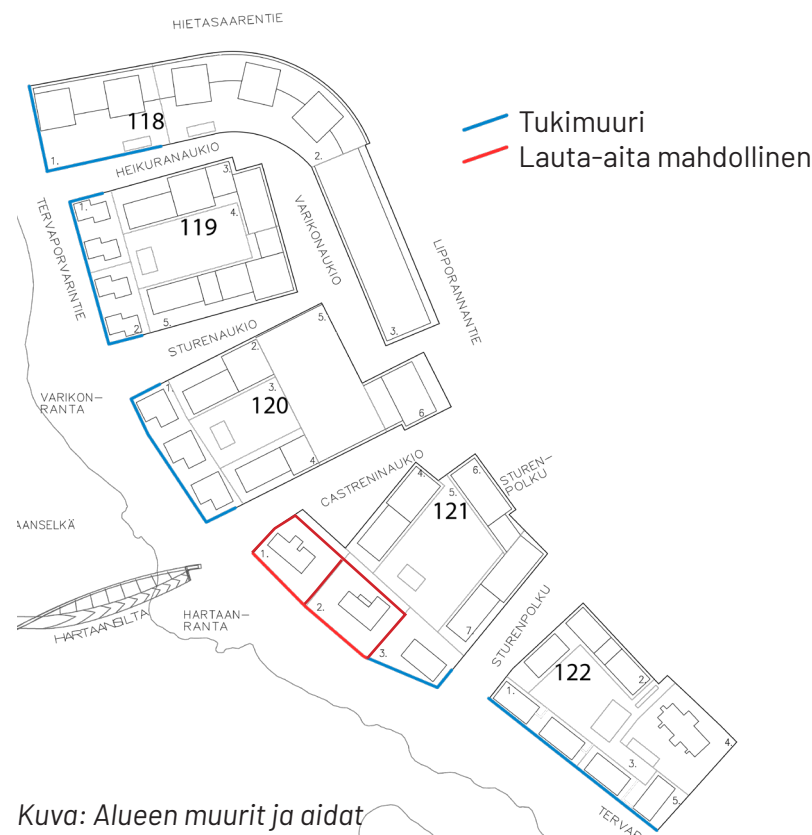 HIETASAARENTIE
Tukimuuri
Lauta-aita mahdollinen
118
1.
2.
HEIKURANAUKIO
3.
TERVAPORVARINTIE
1.
119
4.
VARIKONAUKIO
LIPPORANNANTIE
2.
5.
3.
STURENAUKIO
5.
2.
VARIKON-
RANTA
1.
3.
120
6.
4.
CASTRENINAUKIO
4.
5.
6.
STUREN-
POLKU
121
AANSELKÄ
1.
2.
HARTAANSILTA
HARTAAN-
RANTA
3.
7.
STURENPOLKU
122
1.
2.
3.
4.
5.
Kuva: Alueen muurit ja aidat